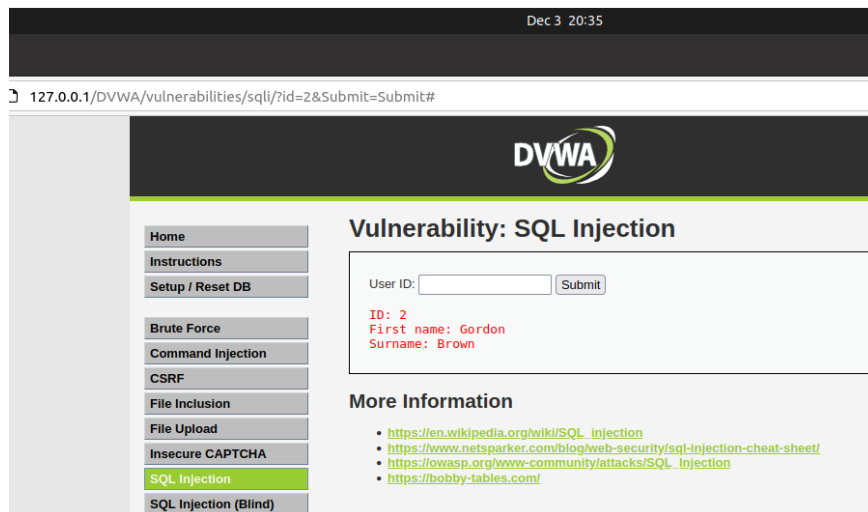 Dec 3 20:35
127.0.0.1/DVWA/vulnerabilities/sqli/?id=2&Submit=Submit#
DVWA
Home
Instructions
Setup / Reset DB
Brute Force
Command Injection
CSRF
File Inclusion
File Upload
Insecure CAPTCHA
SQL Injection
SQL Injection (Blind)
Vulnerability: SQL Injection
User ID: Submit
ID: 2
First name: Gordon
Surname: Brown
More Information
https://en.wikipedia.org/wiki/SQL_injection
https://www.netsparker.com/blog/web-security/sql-injection-cheat-sheet/
https://owasp.org/www-community/attacks/SQL_Injection
https://bobby-tables.com/